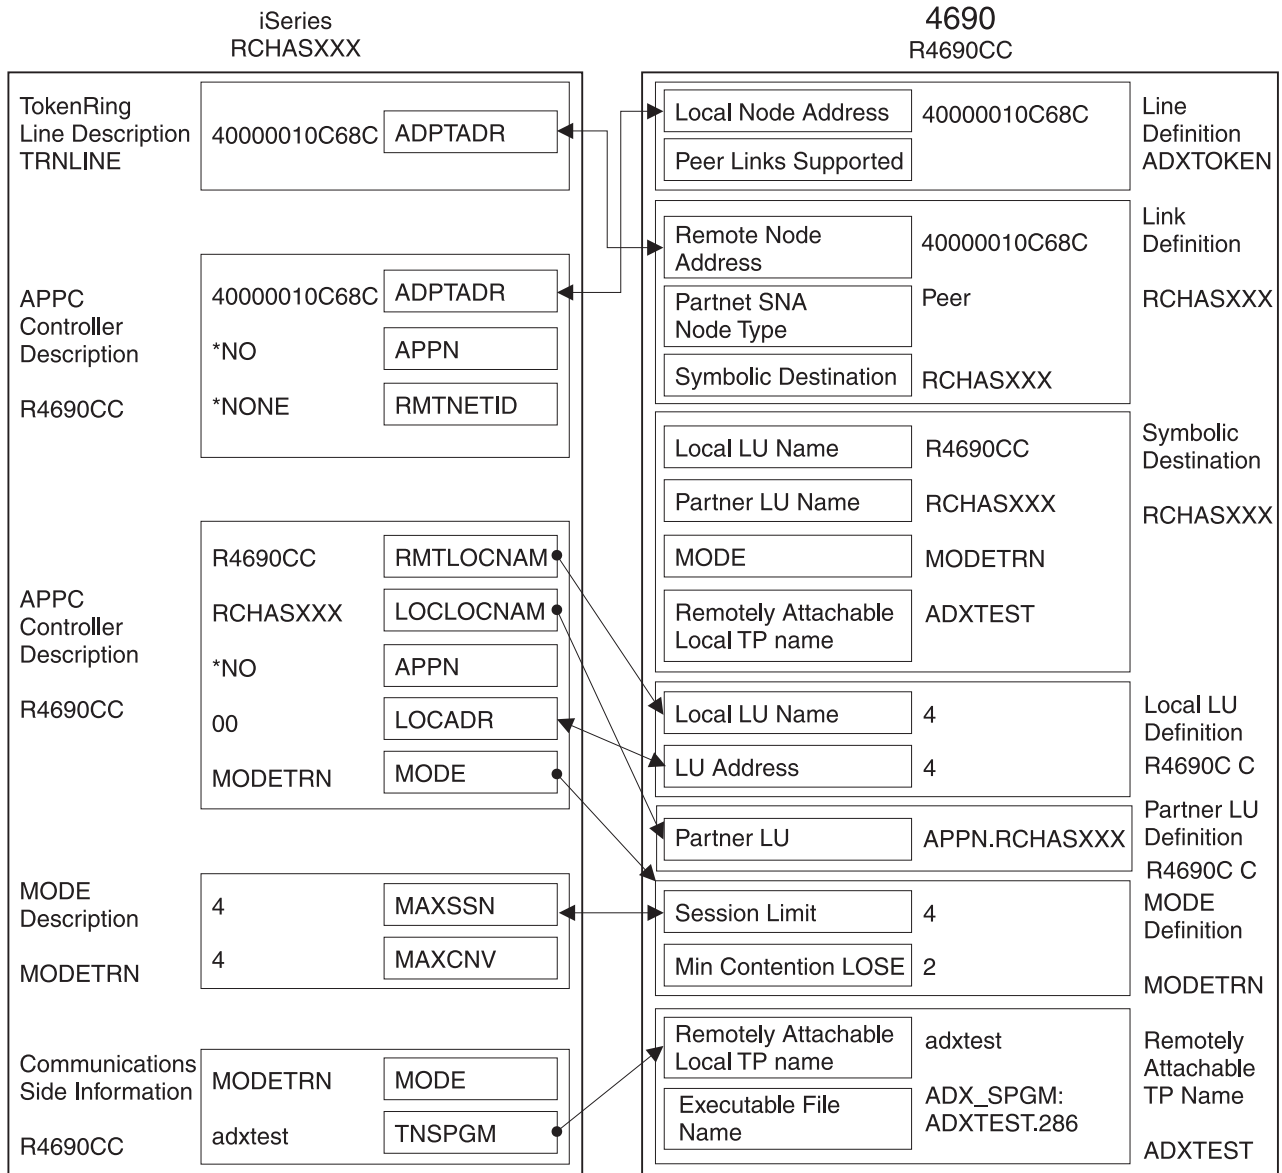 iSeries
RCHASXXX
TokenRing
Line Description
TRNLINE
40000010C68C
ADPTADR
APPC
Controller
Description
R4690CC
40000010C68C
ADPTADR
*NO
APPN
*NONE
RMTNETID
APPC
Controller
Description
R4690CC
R4690CC
RMTLOCNAM
RCHASXXX
LOCLOCNAM
*NO
APPN
00
LOCADR
MODETRN
MODE
MODE
Description
MODETRN
4
MAXSSN
4
MAXCNV
Communications
Side Information
R4690CC
MODETRN
MODE
adxtest
TNSPGM
4690
R4690CC
Local Node Address
40000010C68C
Peer Links Supported
Line
Definition
ADXTOKEN
Remote Node
Address
40000010C68C
Partnet SNA
Node Type
Peer
Symbolic Destination
RCHASXXX
Link
Definition
RCHASXXX
Local LU Name
R4690CC
Partner LU Name
RCHASXXX
MODE
MODETRN
Remotely Attachable
Local TP name
ADXTEST
Symbolic
Destination
RCHASXXX
Local LU Name
4
LU Address
4
Local LU
Definition
R4690C C
Partner LU
APPN.RCHASXXX
Partner LU
Definition
R4690C C
Session Limit
4
Min Contention LOSE
2
MODE
Definition
MODETRN
Remotely Attachable
Local TP name
adxtest
Executable File
Name
ADX_SPGM:
ADXTEST.286
Remotely
Attachable
TP Name
ADXTEST